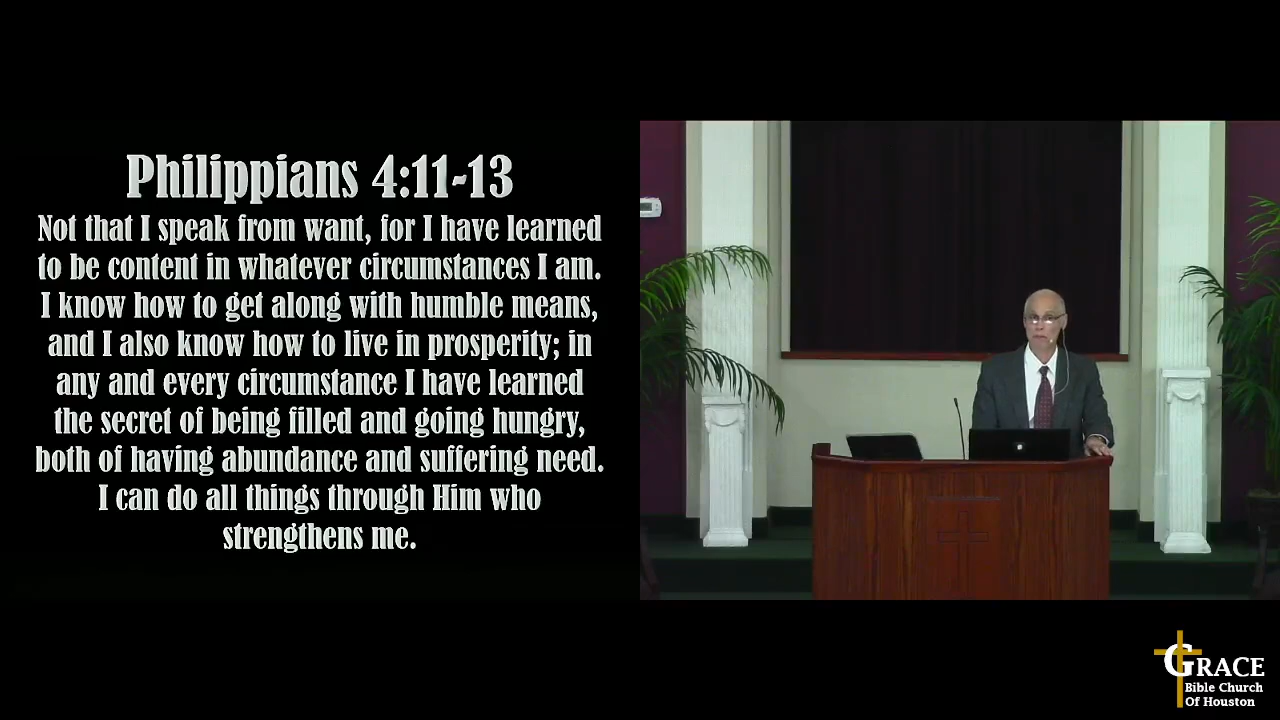 Philippians 4:11-13
Not that I speak from want, for I have learned
to be content in whatever circumstances I am.
I know how to get along with humble means,
and I also know how to live in prosperity; in
any and every circumstance I have learned
the secret of being filled and going hungry,
both of having abundance and suffering need.
I can do all things through Him who
strengthens me.
GRACE
Bible Church
Of Houston